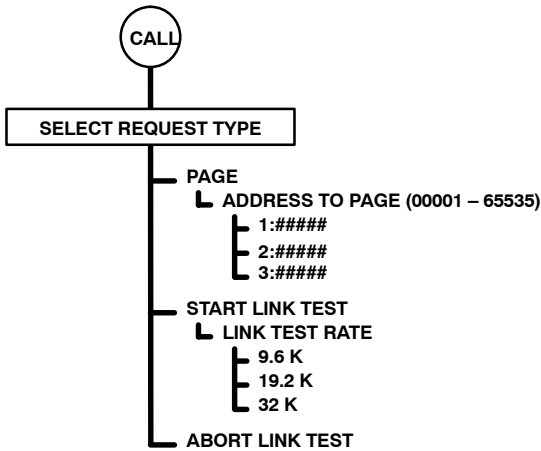 CALL
SELECT REQUEST TYPE
PAGE
ADDRESS TO PAGE (00001 – 65535)
1:#####
2:#####
3:#####
START LINK TEST
LINK TEST RATE
9.6 K
19.2 K
32 K
ABORT LINK TEST